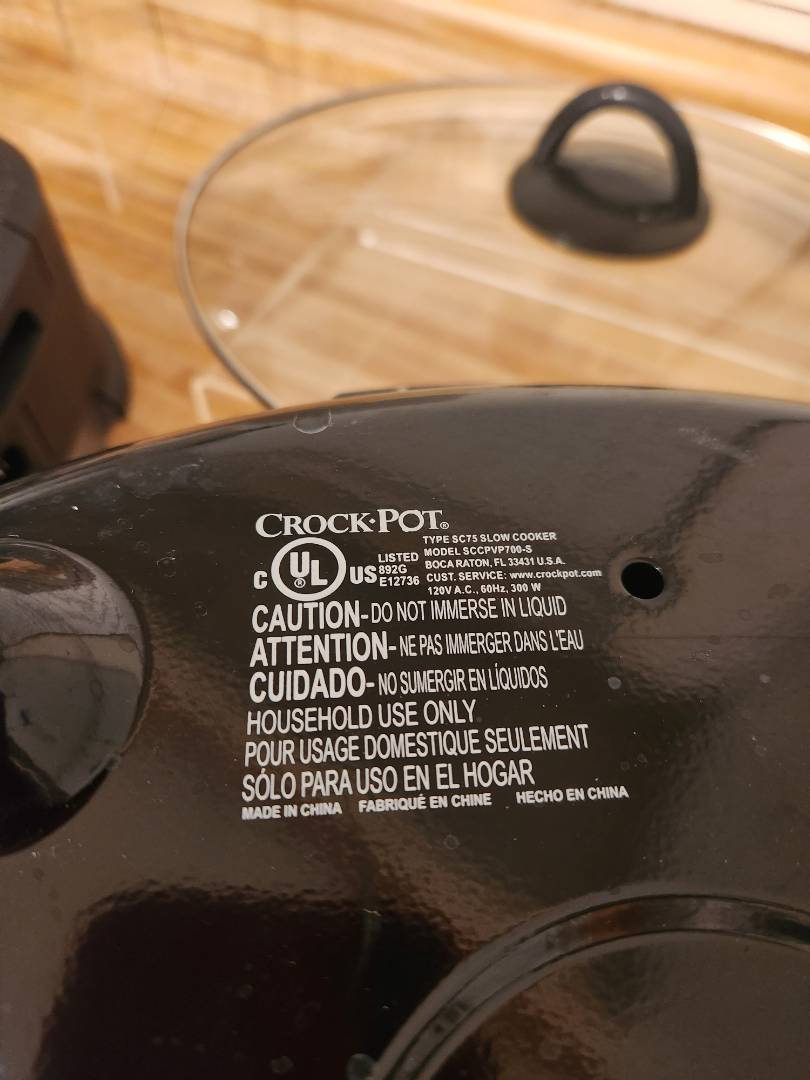 CROCK·POT®
TYPE SC75 SLOW COOKER
MODEL SCCPVP700-S
BOCA RATON, FL 33431 U.S.A.
CUST. SERVICE: www.crockpot.com
120V A.C., 60Hz, 300 W
C UL® US
LISTED
892G
E12736
CAUTION- DO NOT IMMERSE IN LIQUID
ATTENTION- NE PAS IMMERGER DANS L'EAU
CUIDADO- NO SUMERGIR EN LÍQUIDOS
HOUSEHOLD USE ONLY
POUR USAGE DOMESTIQUE SEULEMENT
SÓLO PARA USO EN EL HOGAR
MADE IN CHINA FABRIQUÉ EN CHINE HECHO EN CHINA